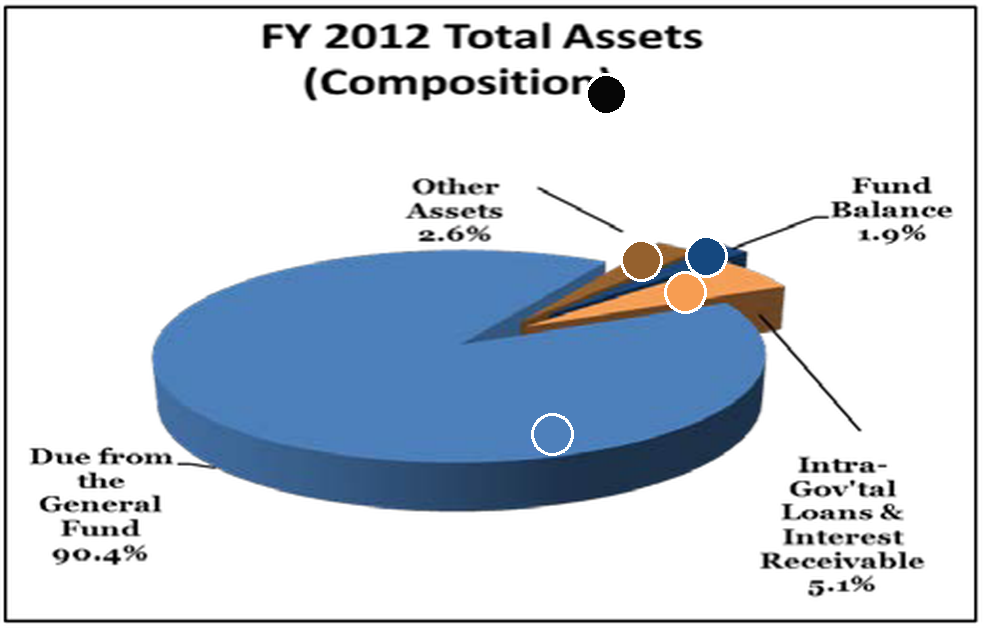 FY 2012 Total Assets
(Composition)
Other
Assets
2.6%
Fund
Balance
1.9%
Due from
the
General
Fund
90.4%
Intra-
Gov'tal
Loans &
Interest
Receivable
5.1%